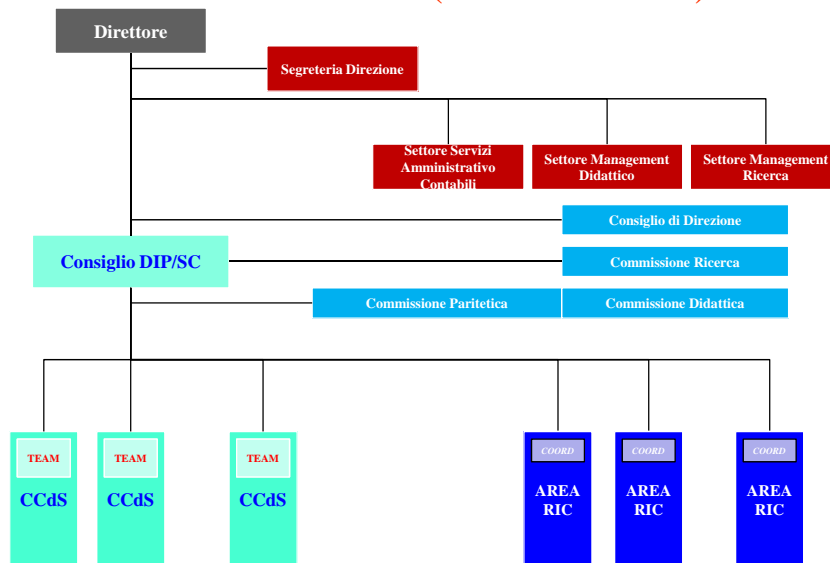 Direttore
Segreteria Direzione
Settore Servizi
Amministrativo
Contabili
Settore Management
Didattico
Settore Management
Ricerca
Consiglio di Direzione
Consiglio DIP/SC
Commissione Ricerca
Commissione Paritetica
Commissione Didattica
TEAM
CCdS
TEAM
CCdS
TEAM
CCdS
COORD
AREA
RIC
COORD
AREA
RIC
COORD
AREA
RIC